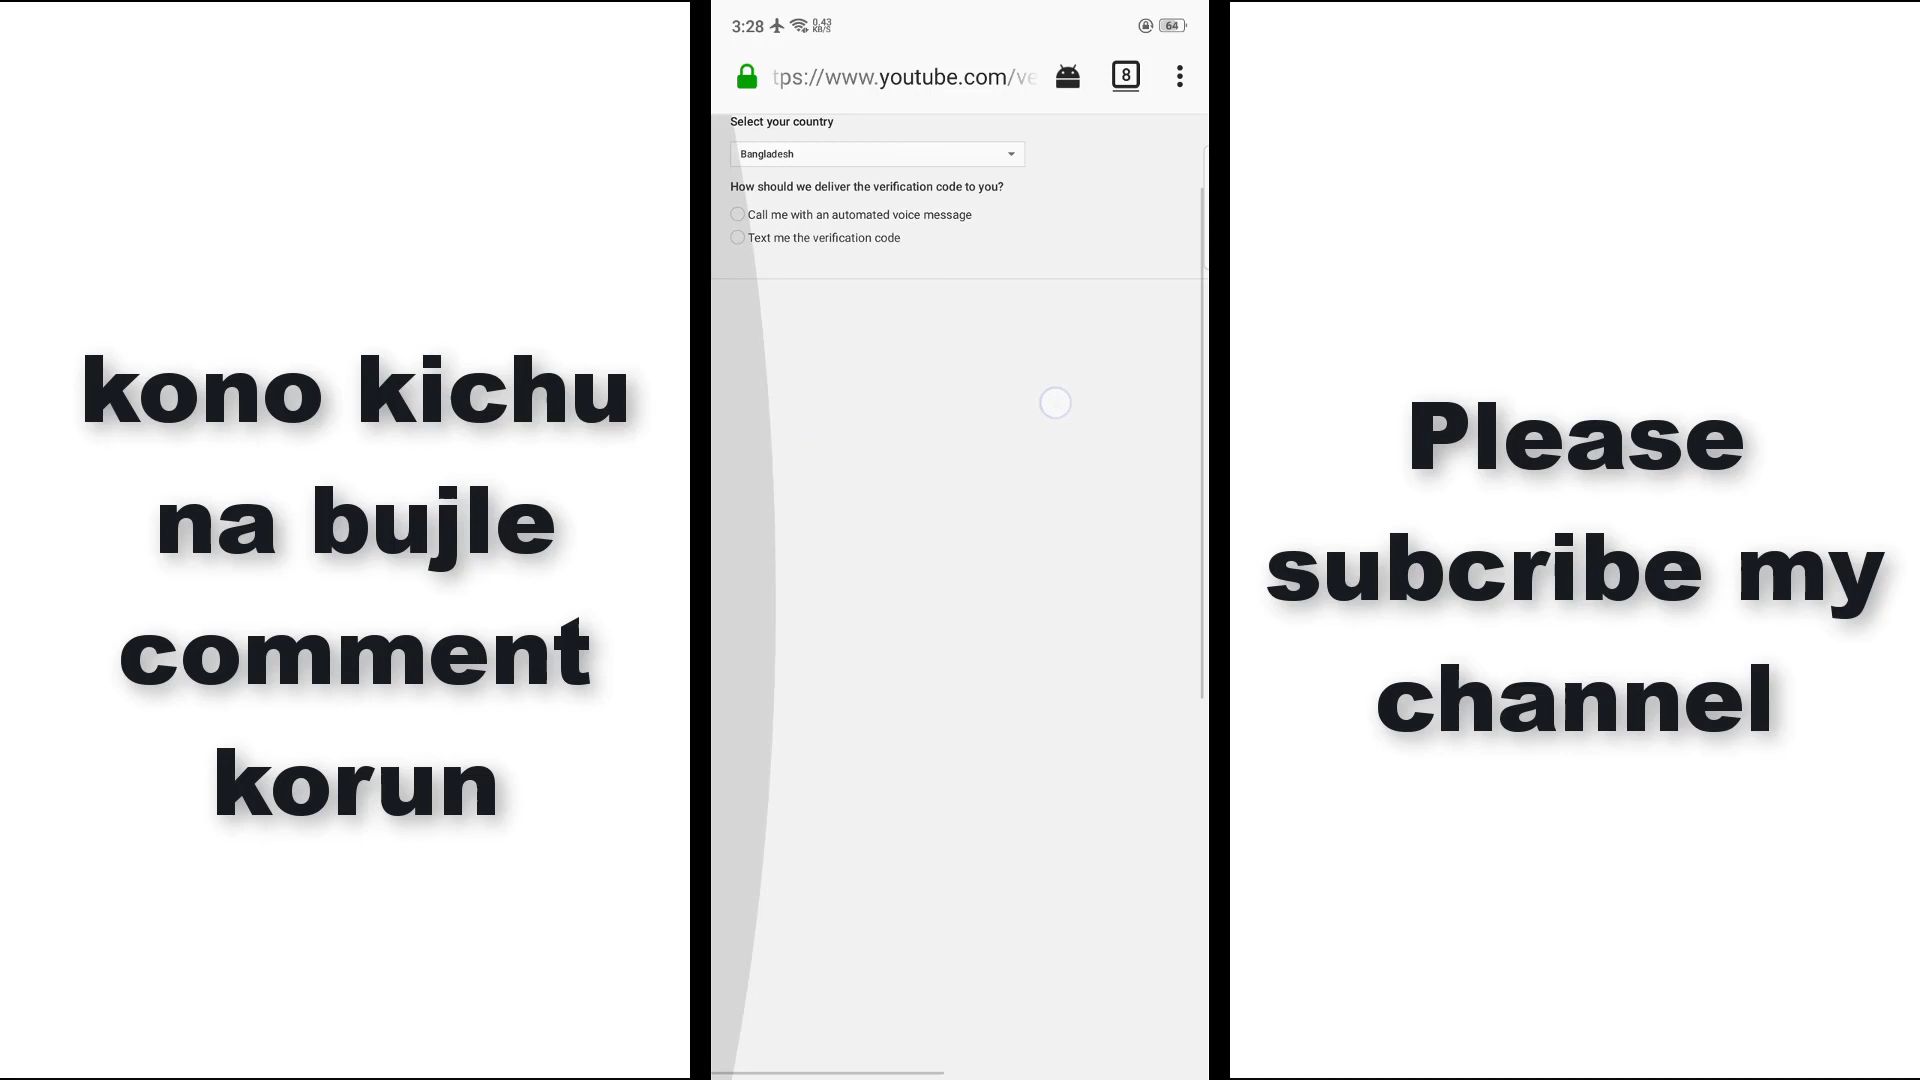 kono kichu
na bujle
comment
korun
3:28
0.43
KB/S
64
tps://www.youtube.com/ve
8
Select your country
Bangladesh
How should we deliver the verification code to you?
Call me with an automated voice message
Text me the verification code
Please
subcribe my
channel